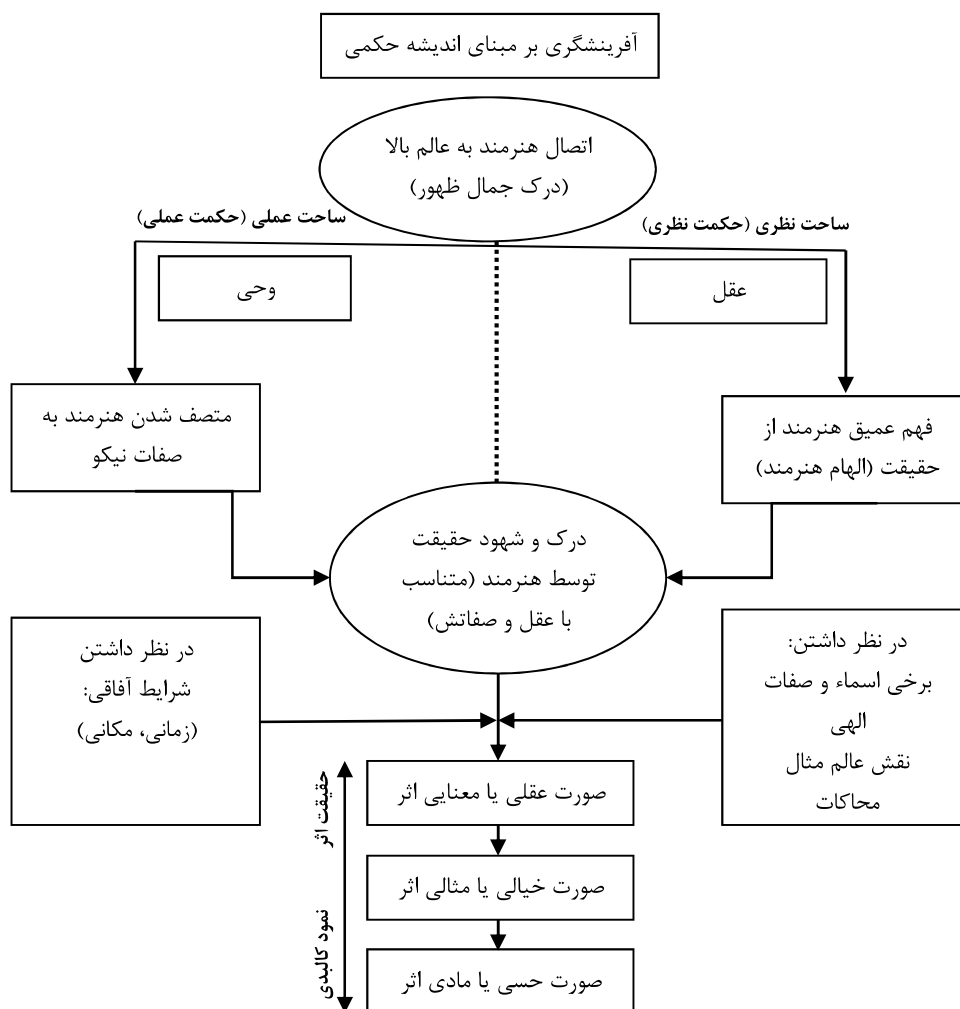 آفرینشگری بر مبنای اندیشه حکمی
اتصال هنرمند به عالم بالا
(درک جمال ظهور)
ساحت نظری (حکمت نظری)
ساحت عملی (حکمت عملی)
عقل
وحی
فهم عمیق هنرمند از
حقیقت (الهام هنرمند)
متصف شدن هنرمند به
صفات نیکو
درک و شهود حقیقت
توسط هنرمند (متناسب
با عقل و صفاتش)
در نظر داشتن:
برخی اسماء و صفات
الهی
نقش عالم مثال
محاکات
در نظر داشتن
شرایط آفاقی:
(زمانی، مکانی)
صورت عقلی یا معنایی اثر
صورت خیالی یا مثالی اثر
صورت حسی یا مادی اثر
حقیقت اثر
نمود کالبدی